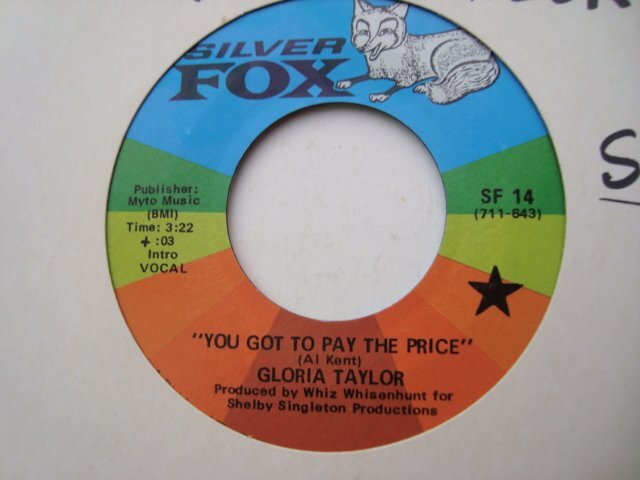 SILVER
FOX
Publisher:
Myto Music
(BMI)
Time: 3:22
+ :03
Intro
VOCAL
SF 14
(711-643)
S
"YOU GOT TO PAY THE PRICE"
(Al Kent)
GLORIA TAYLOR
Produced by Whiz Whisenhunt for
Shelby Singleton Productions